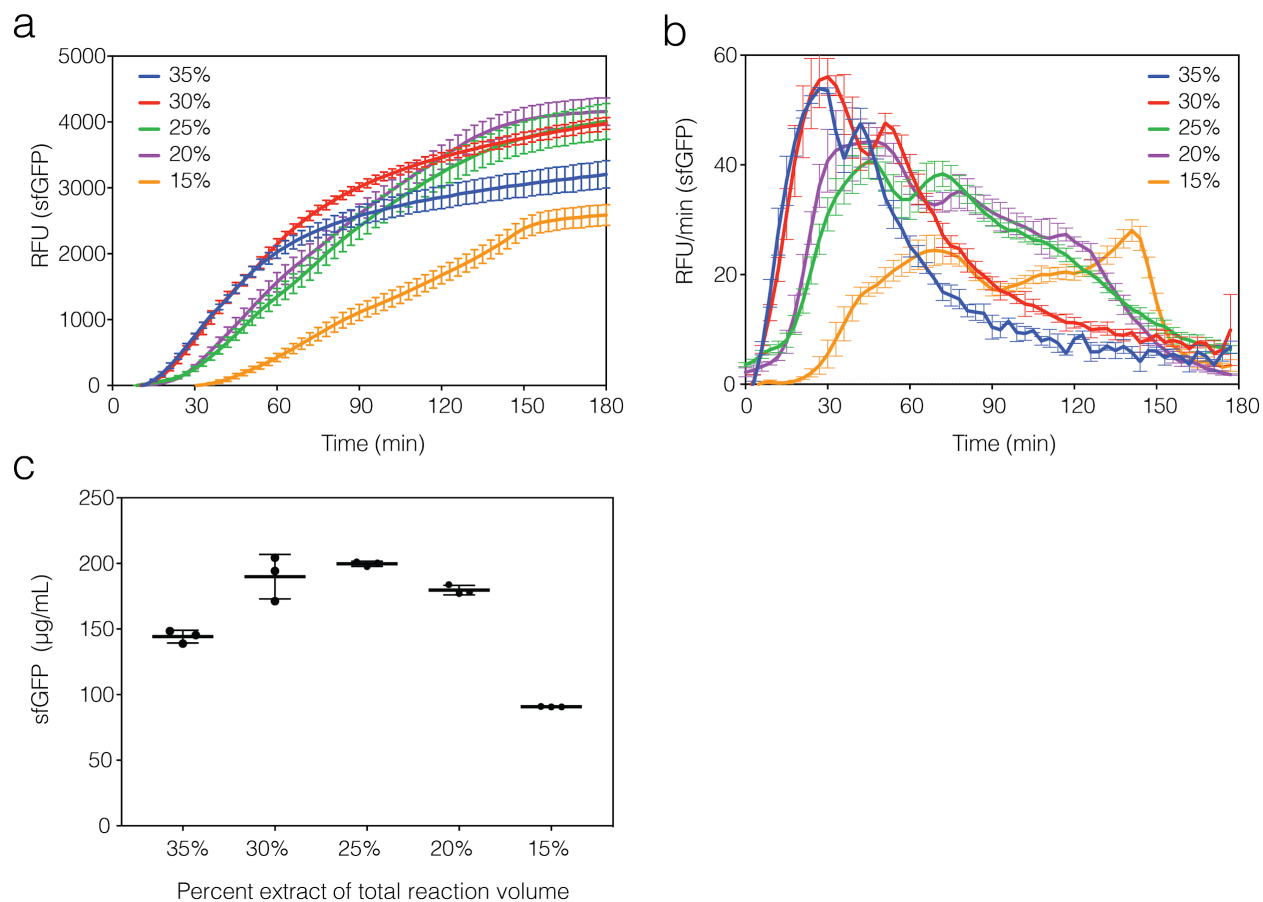 a
5000
4000
3000
2000
1000
0
RFU (sfGFP)
35%
30%
25%
20%
15%
0 30 60 90 120 150 180
Time (min)
b
60
40
20
0
RFU/min (sfGFP)
35%
30%
25%
20%
15%
0 30 60 90 120 150 180
Time (min)
c
250
200
150
100
50
0
sfGFP (µg/mL)
35% 30% 25% 20% 15%
Percent extract of total reaction volume